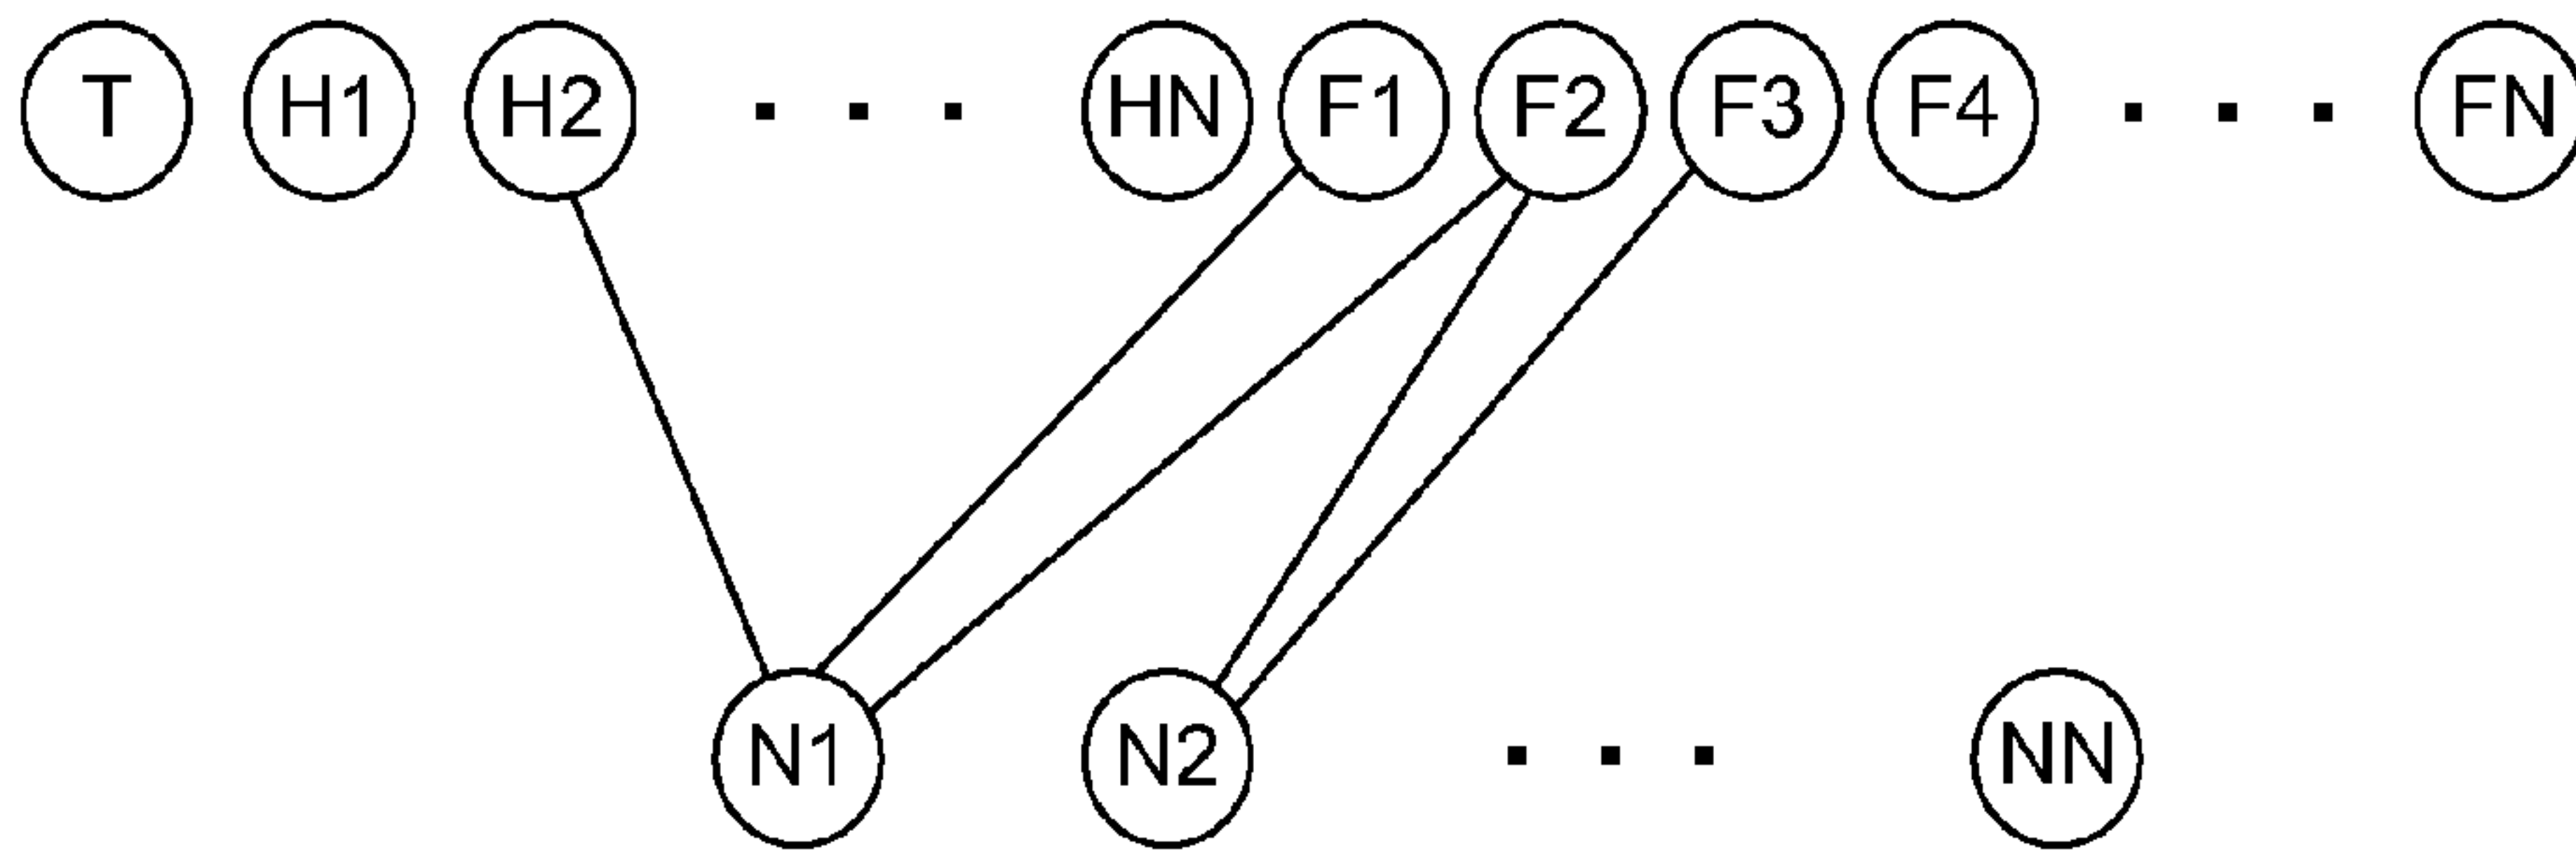 T H1 H2 . . . HN F1 F2 F3 F4 . . . FN
N1 N2 . . . NN